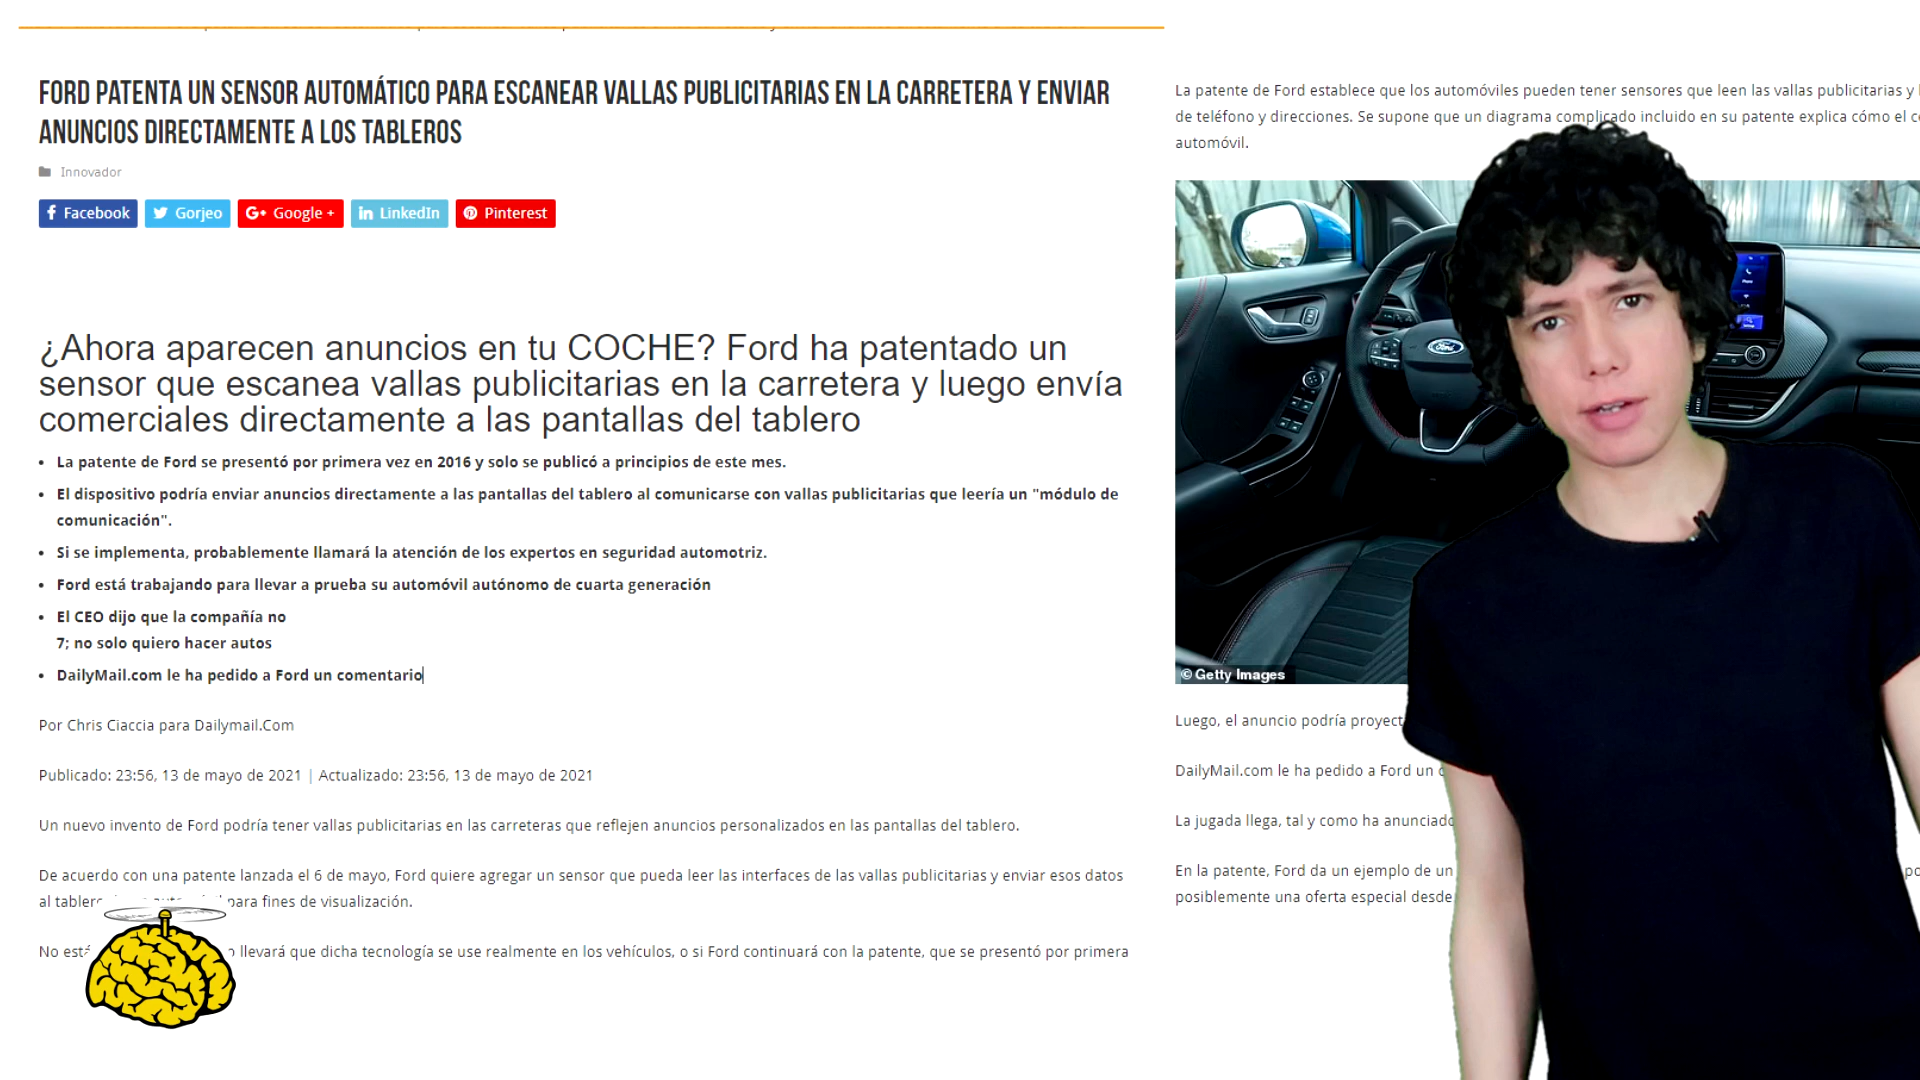 FORD PATENTA UN SENSOR AUTOMÁTICO PARA ESCANEAR VALLAS PUBLICITARIAS EN LA CARRETERA Y ENVIAR
ANUNCIOS DIRECTAMENTE A LOS TABLEROS
Innovador
Facebook
Gorjeo
Google +
LinkedIn
Pinterest
¿Ahora aparecen anuncios en tu COCHE? Ford ha patentado un
sensor que escanea vallas publicitarias en la carretera y luego envía
comerciales directamente a las pantallas del tablero
• La patente de Ford se presentó por primera vez en 2016 y solo se publicó a principios de este mes.
• El dispositivo podría enviar anuncios directamente a las pantallas del tablero al comunicarse con vallas publicitarias que leería un "módulo de
comunicación".
• Si se implementa, probablemente llamará la atención de los expertos en seguridad automotriz.
• Ford está trabajando para llevar a prueba su automóvil autónomo de cuarta generación
• El CEO dijo que la compañía no
7; no solo quiero hacer autos
• DailyMail.com le ha pedido a Ford un comentario
Por Chris Ciaccia para Dailymail.Com
Publicado: 23:56, 13 de mayo de 2021 | Actualizado: 23:56, 13 de mayo de 2021
Un nuevo invento de Ford podría tener vallas publicitarias en las carreteras que reflejen anuncios personalizados en las pantallas del tablero.
De acuerdo con una patente lanzada el 6 de mayo, Ford quiere agregar un sensor que pueda leer las interfaces de las vallas publicitarias y enviar esos datos
al tablero para fines de visualización.
No está llevará que dicha tecnología se use realmente en los vehículos, o si Ford continuará con la patente, que se presentó por primera
La patente de Ford establece que los automóviles pueden tener sensores que leen las vallas publicitarias y
de teléfono y direcciones. Se supone que un diagrama complicado incluido en su patente explica cómo el
automóvil.
Ford
Phone
© Getty Images
Luego, el anuncio podría
DailyMail.com le ha pedido a Ford un
La jugada llega, tal y como ha
En la patente, Ford da un ejemplo de un
posiblemente una oferta especial desde